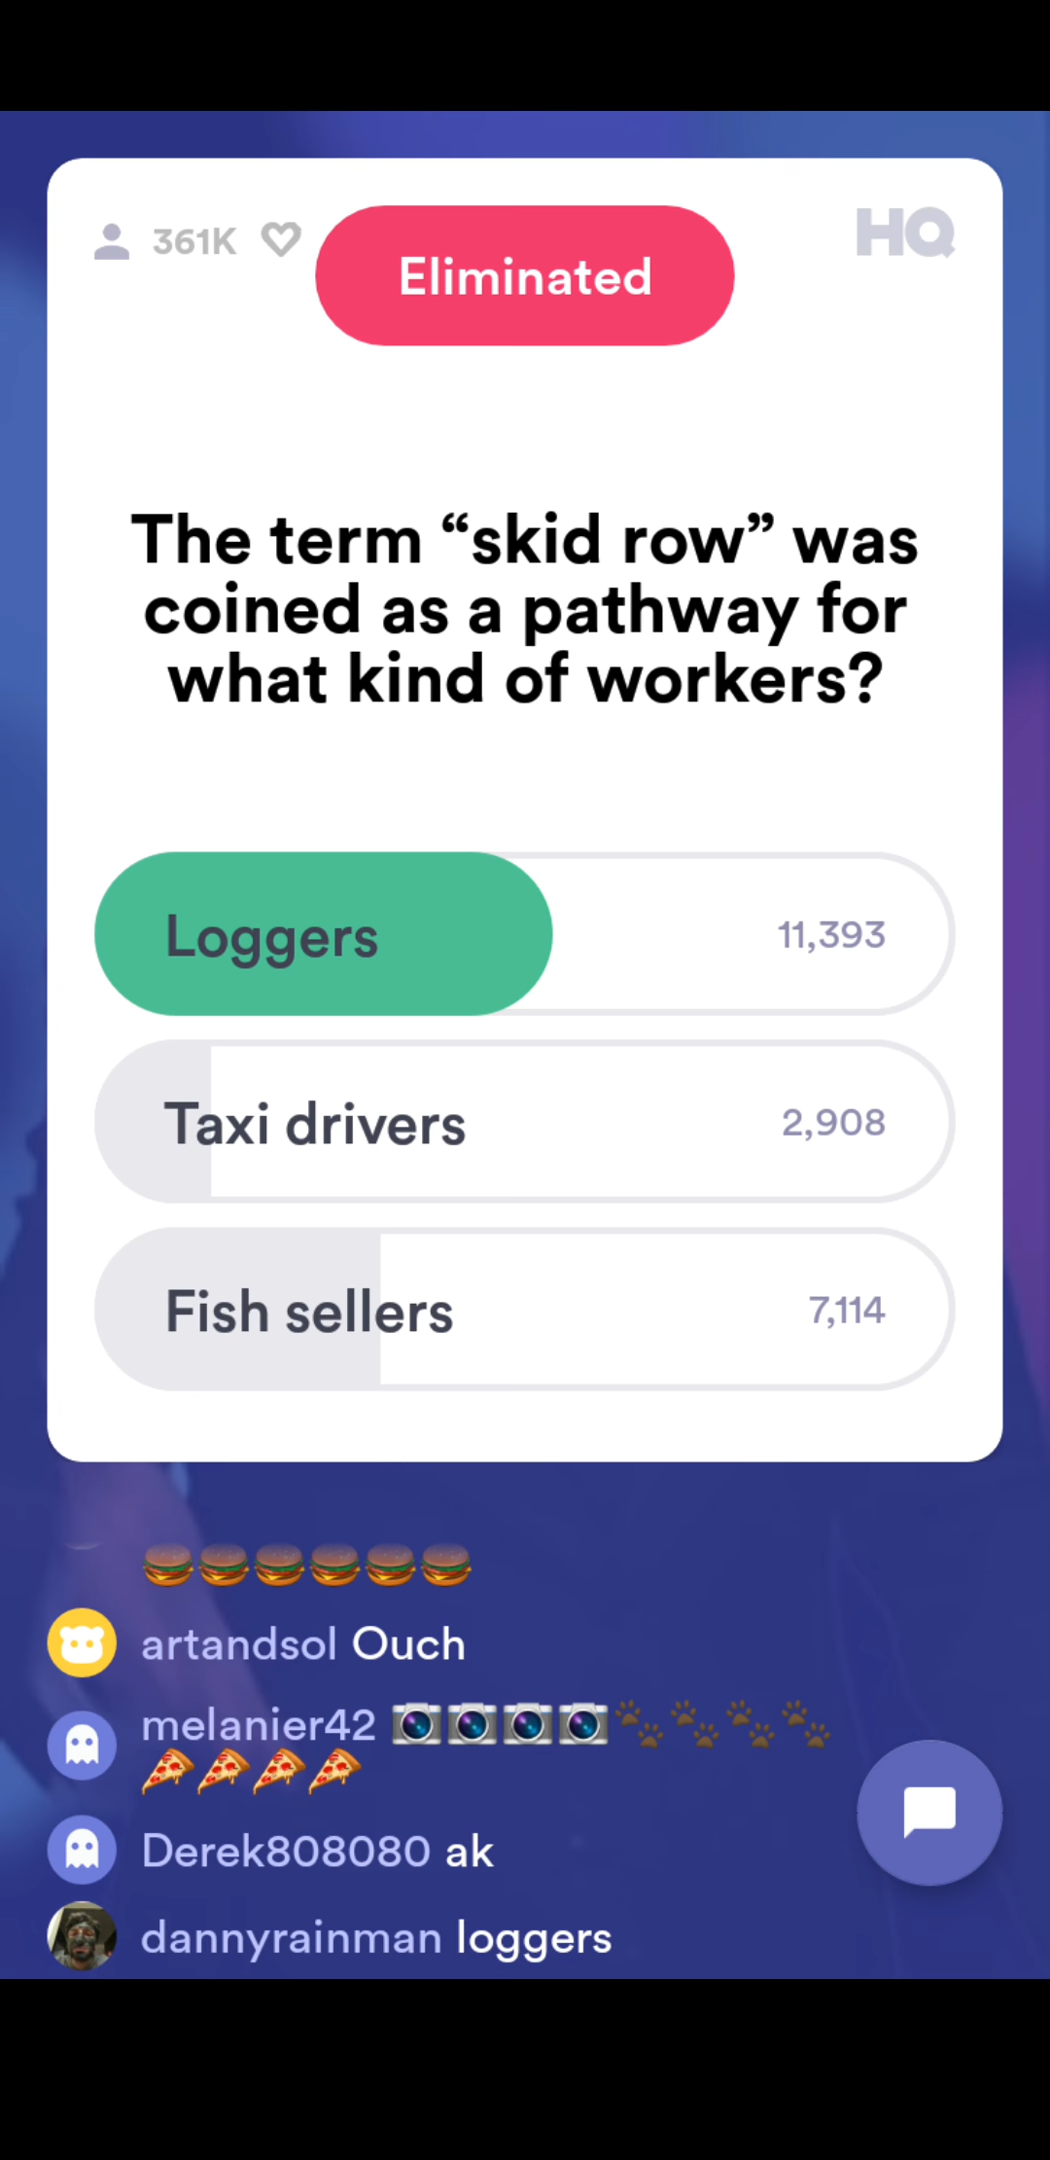 361K
Eliminated
HQ
The term “skid row” was
coined as a pathway for
what kind of workers?
Loggers 11,393
Taxi drivers 2,908
Fish sellers 7,114
🍔🍔🍔🍔🍔🍔
artandsol Ouch
melanier42 📷📷📷📷🐾🐾🐾🐾
🍕🍕🍕🍕
Derek808080 ak
dannyrainman loggers